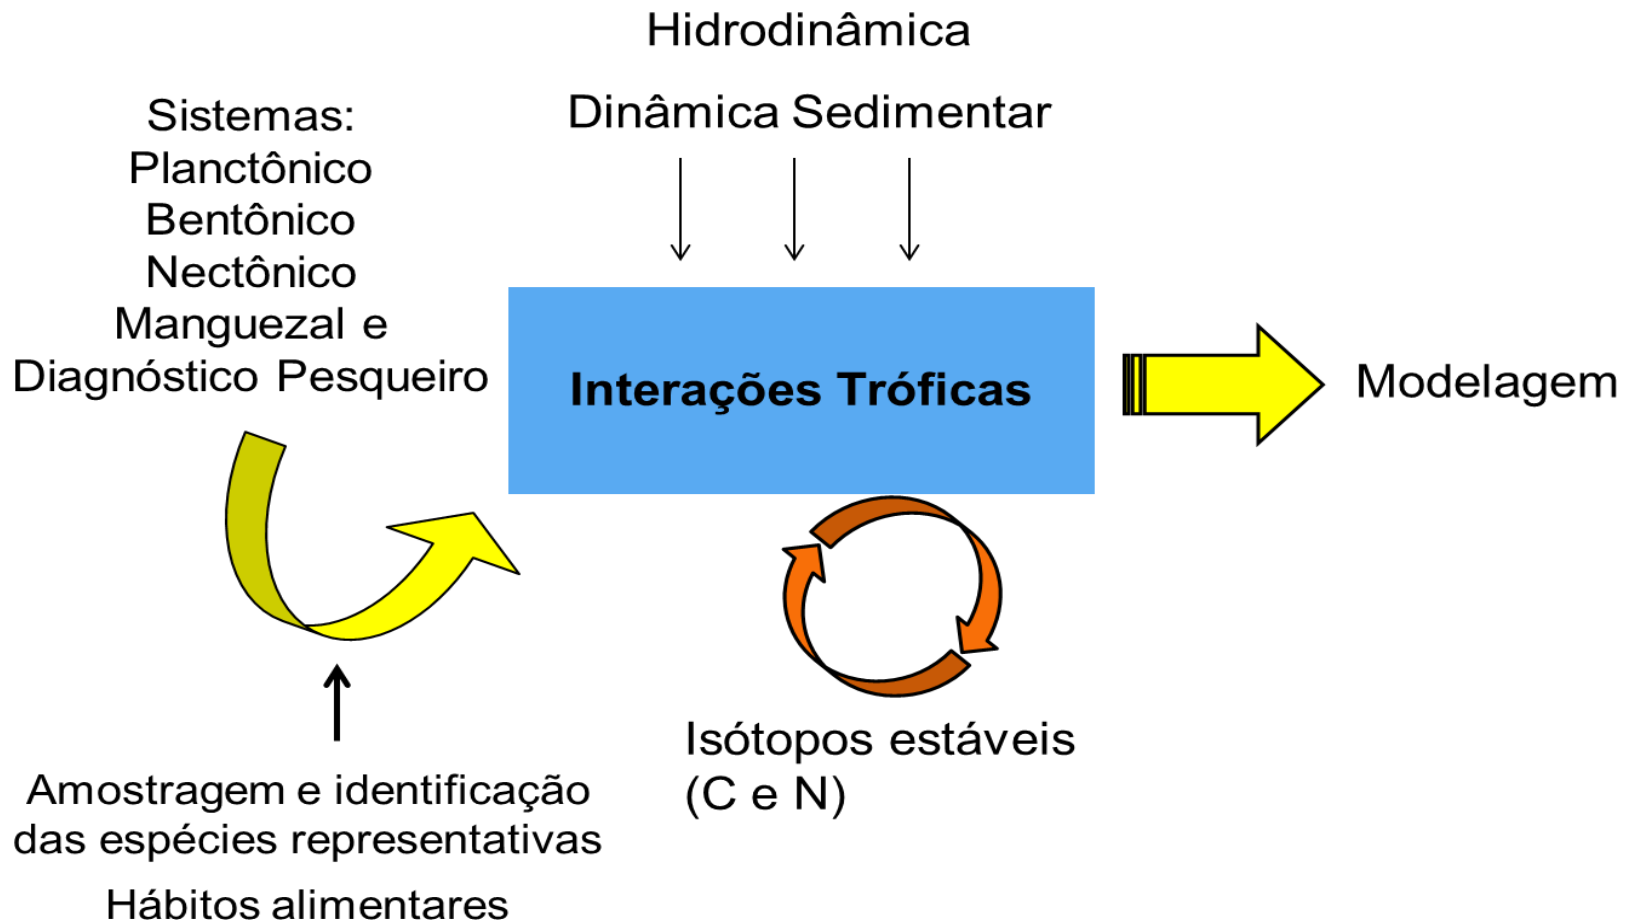 Hidrodinâmica
Dinâmica Sedimentar
Sistemas:
Planctônico
Bentônico
Nectônico
Manguezal e
Diagnóstico Pesqueiro
Interações Tróficas
Modelagem
Isótopos estáveis
(C e N)
Amostragem e identificação
das espécies representativas
Hábitos alimentares